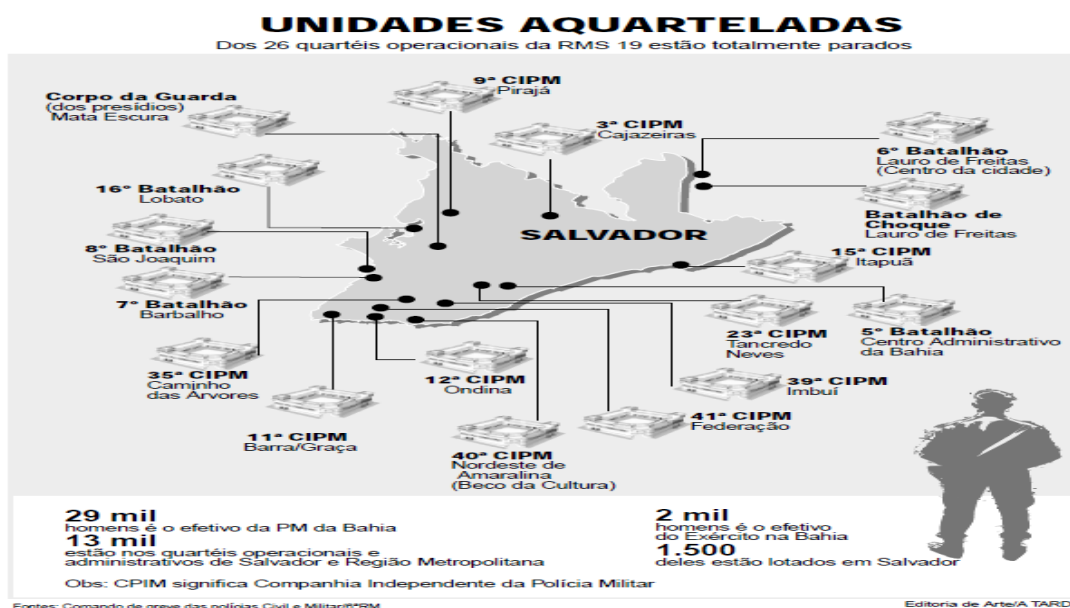 UNIDADES AQUARTELADAS
Dos 26 quartéis operacionais da RMS 19 estão totalmente parados
9ª CIPM
Pirajá
Corpo da Guarda
(dos presídios)
Mata Escura
3ª CIPM
Cajazeiras
6º Batalhão
Lauro de Freitas
(Centro da cidade)
16º Batalhão
Lobato
Batalhão de
Choque
Lauro de Freitas
SALVADOR
8º Batalhão
São Joaquim
15ª CIPM
Itapuã
7º Batalhão
Barbalho
23ª CIPM
Tancredo
Neves
5º Batalhão
Centro Administrativo
da Bahia
35ª CIPM
Caminho
das Árvores
12ª CIPM
Ondina
39ª CIPM
Imbuí
11ª CIPM
Barra/Graça
41ª CIPM
Federação
40ª CIPM
Nordeste de
Amaralina
(Beco da Cultura)
29 mil
homens é o efetivo da PM da Bahia
13 mil
estão nos quartéis operacionais e
administrativos de Salvador e Região Metropolitana
2 mil
homens é o efetivo
do Exército na Bahia
1.500
deles estão lotados em Salvador
Obs: CPIM significa Companhia Independente da Polícia Militar
Fontes: Comando de greve das polícias Civil e Militar/6ªRM
Editoria de Arte/A TARD